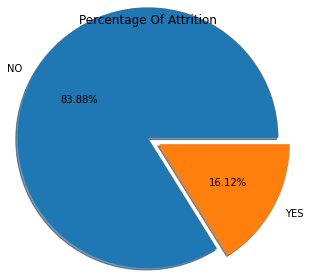 Percentage Of Attrition
NO
83.88%
16.12%
YES